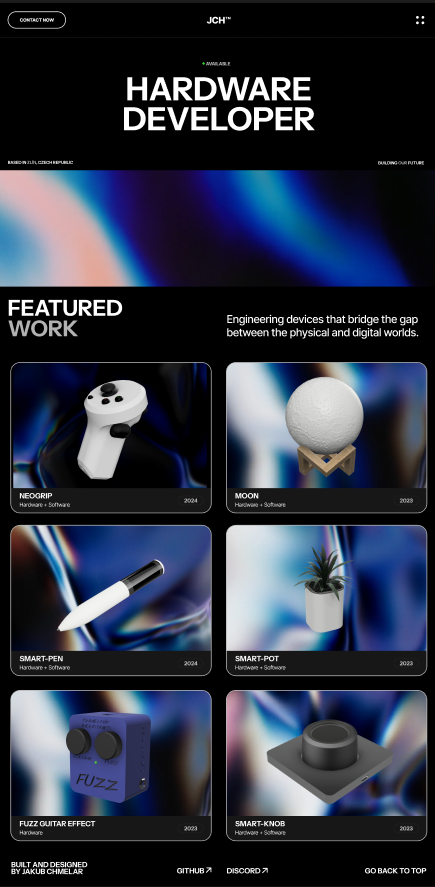 CONTACT NOW
JCH™
+ AVAILABLE
HARDWARE
DEVELOPER
BASED IN ZLÍN, CZECH REPUBLIC
BUILDING OUR FUTURE
FEATURED
WORK
Engineering devices that bridge the gap
between the physical and digital worlds.
NEOGRIP
Hardware + Software
2024
MOON
Hardware + Software
2023
SMART-PEN
Hardware + Software
2024
SMART-POT
Hardware + Software
2023
FUZZ
FUZZ GUITAR EFFECT
Hardware
2023
SMART-KNOB
Hardware + Software
2023
BUILT AND DESIGNED
BY JAKUB CHMELAR
GITHUB
DISCORD
GO BACK TO TOP